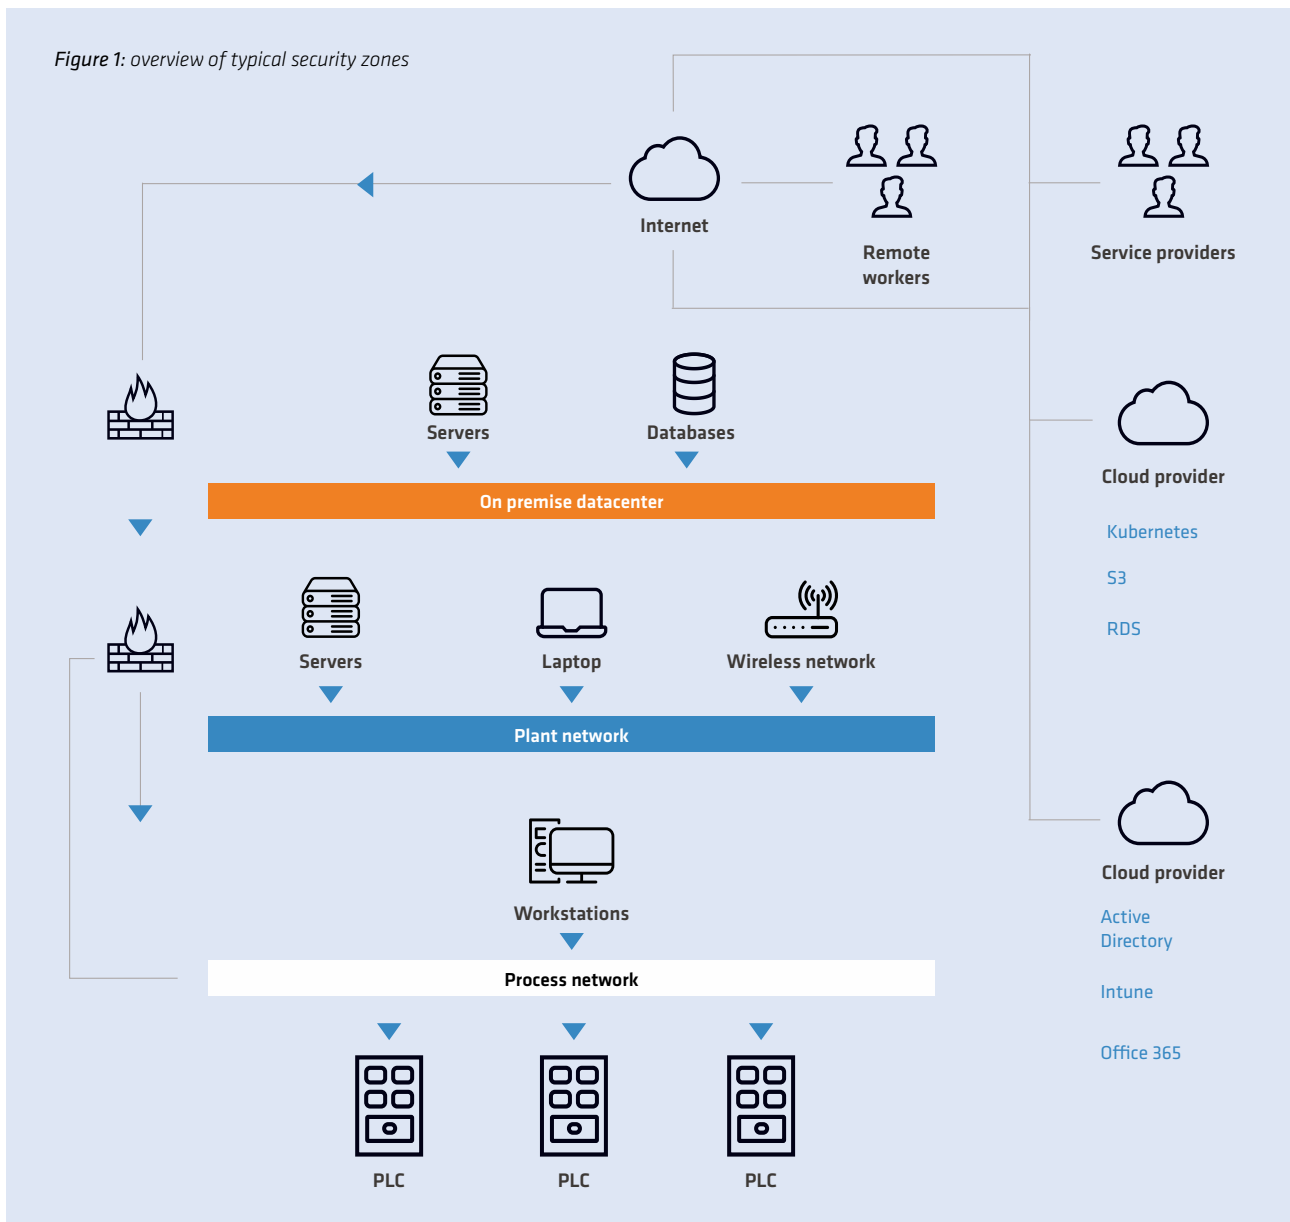 Figure 1: overview of typical security zones
Internet
Remote
workers
Service providers
Servers
Databases
On premise datacenter
Cloud provider
Kubernetes
S3
RDS
Servers
Laptop
Wireless network
Plant network
Workstations
Process network
Cloud provider
Active
Directory
Intune
Office 365
PLC
PLC
PLC